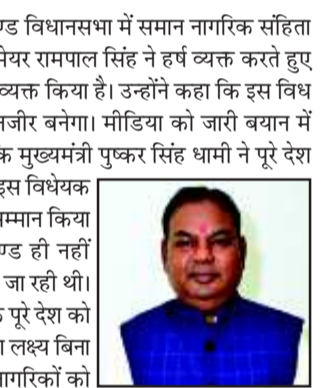 ण्ड विधानसभा में समान नागरिक संहिता
मेयर रामपाल सिंह ने हर्ष व्यक्त करते हुए
व्यक्त किया है। उन्होंने कहा कि इस विध
नजीर बनेगा। मीडिया को जारी बयान में
क मुख्यमंत्री पुष्कर सिंह धामी ने पूरे देश
इस विधेयक
सम्मान किया
ण्ड ही नहीं
जा रही थी।
पूरे देश को
लक्ष्य बिना
नागरिकों को